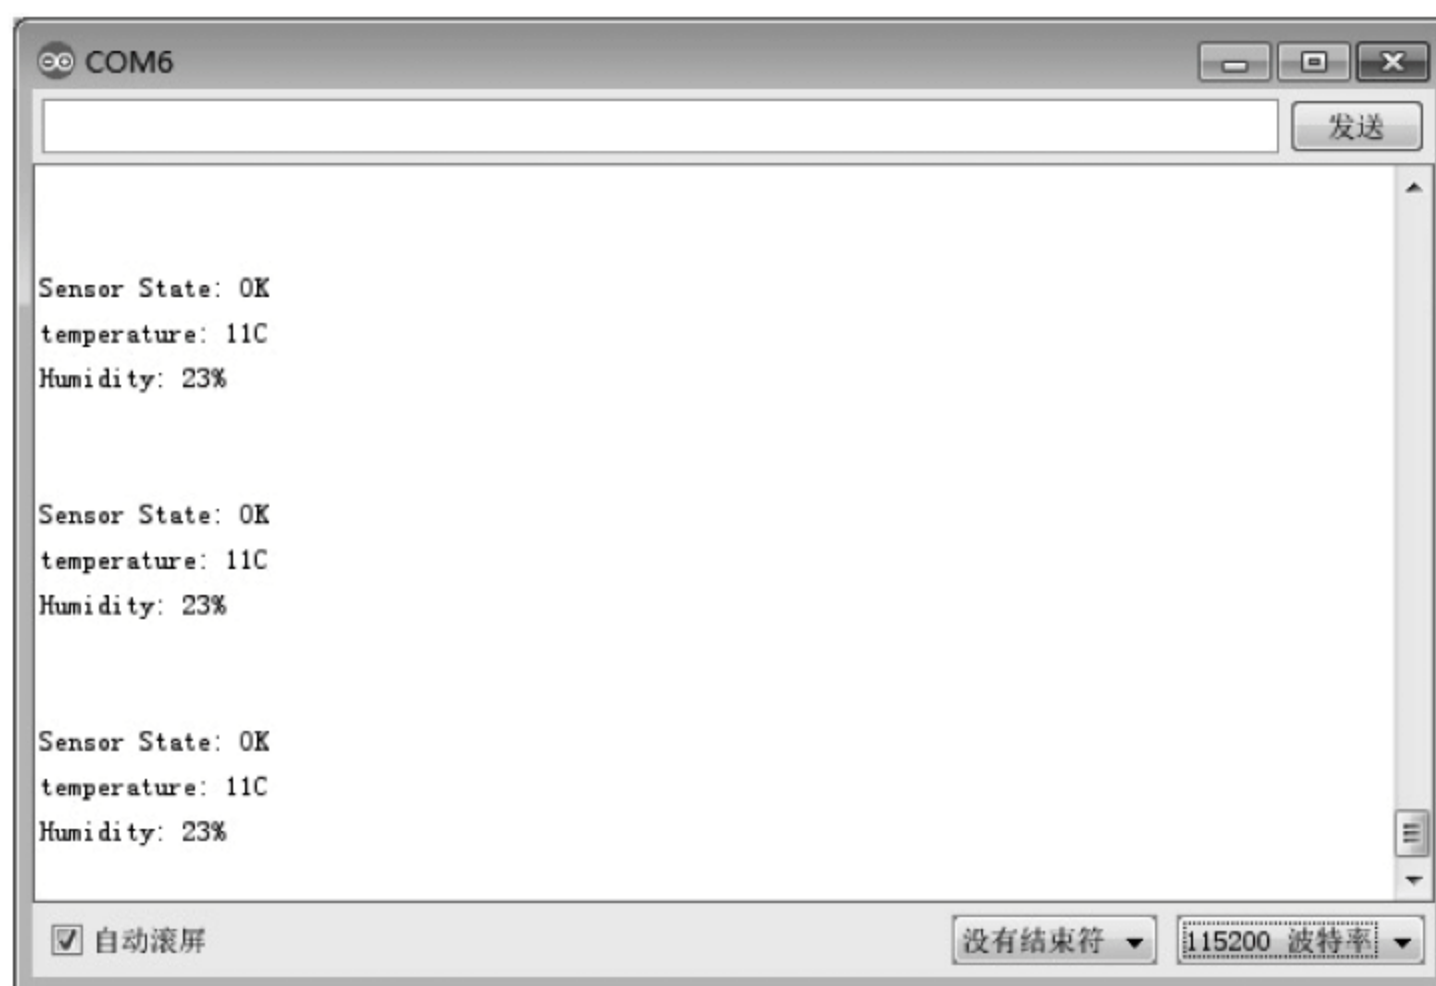 COM6
发送
Sensor State: OK
temperature: 11C
Humidity: 23%
Sensor State: OK
temperature: 11C
Humidity: 23%
Sensor State: OK
temperature: 11C
Humidity: 23%
自动滚屏
没有结束符
115200 波特率